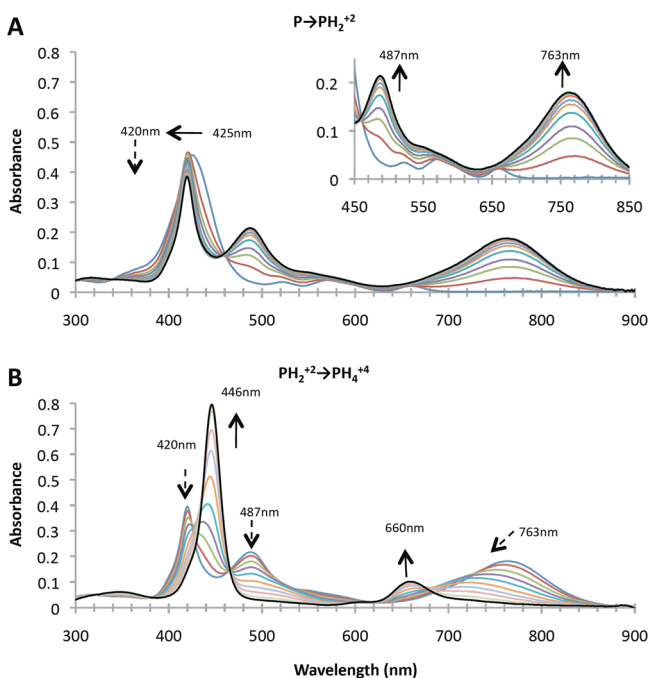 A
P→PH₂⁺²
0.8
0.7
0.6
0.5
0.4
0.3
0.2
0.1
0
Absorbance
420nm
425nm
300
400
500
600
700
800
900
487nm
763nm
0.2
0.1
0
450
550
650
750
850
B
PH₂⁺²→PH₄⁺⁴
0.8
0.7
0.6
0.5
0.4
0.3
0.2
0.1
0
Absorbance
420nm
446nm
487nm
660nm
763nm
300
400
500
600
700
800
900
Wavelength (nm)